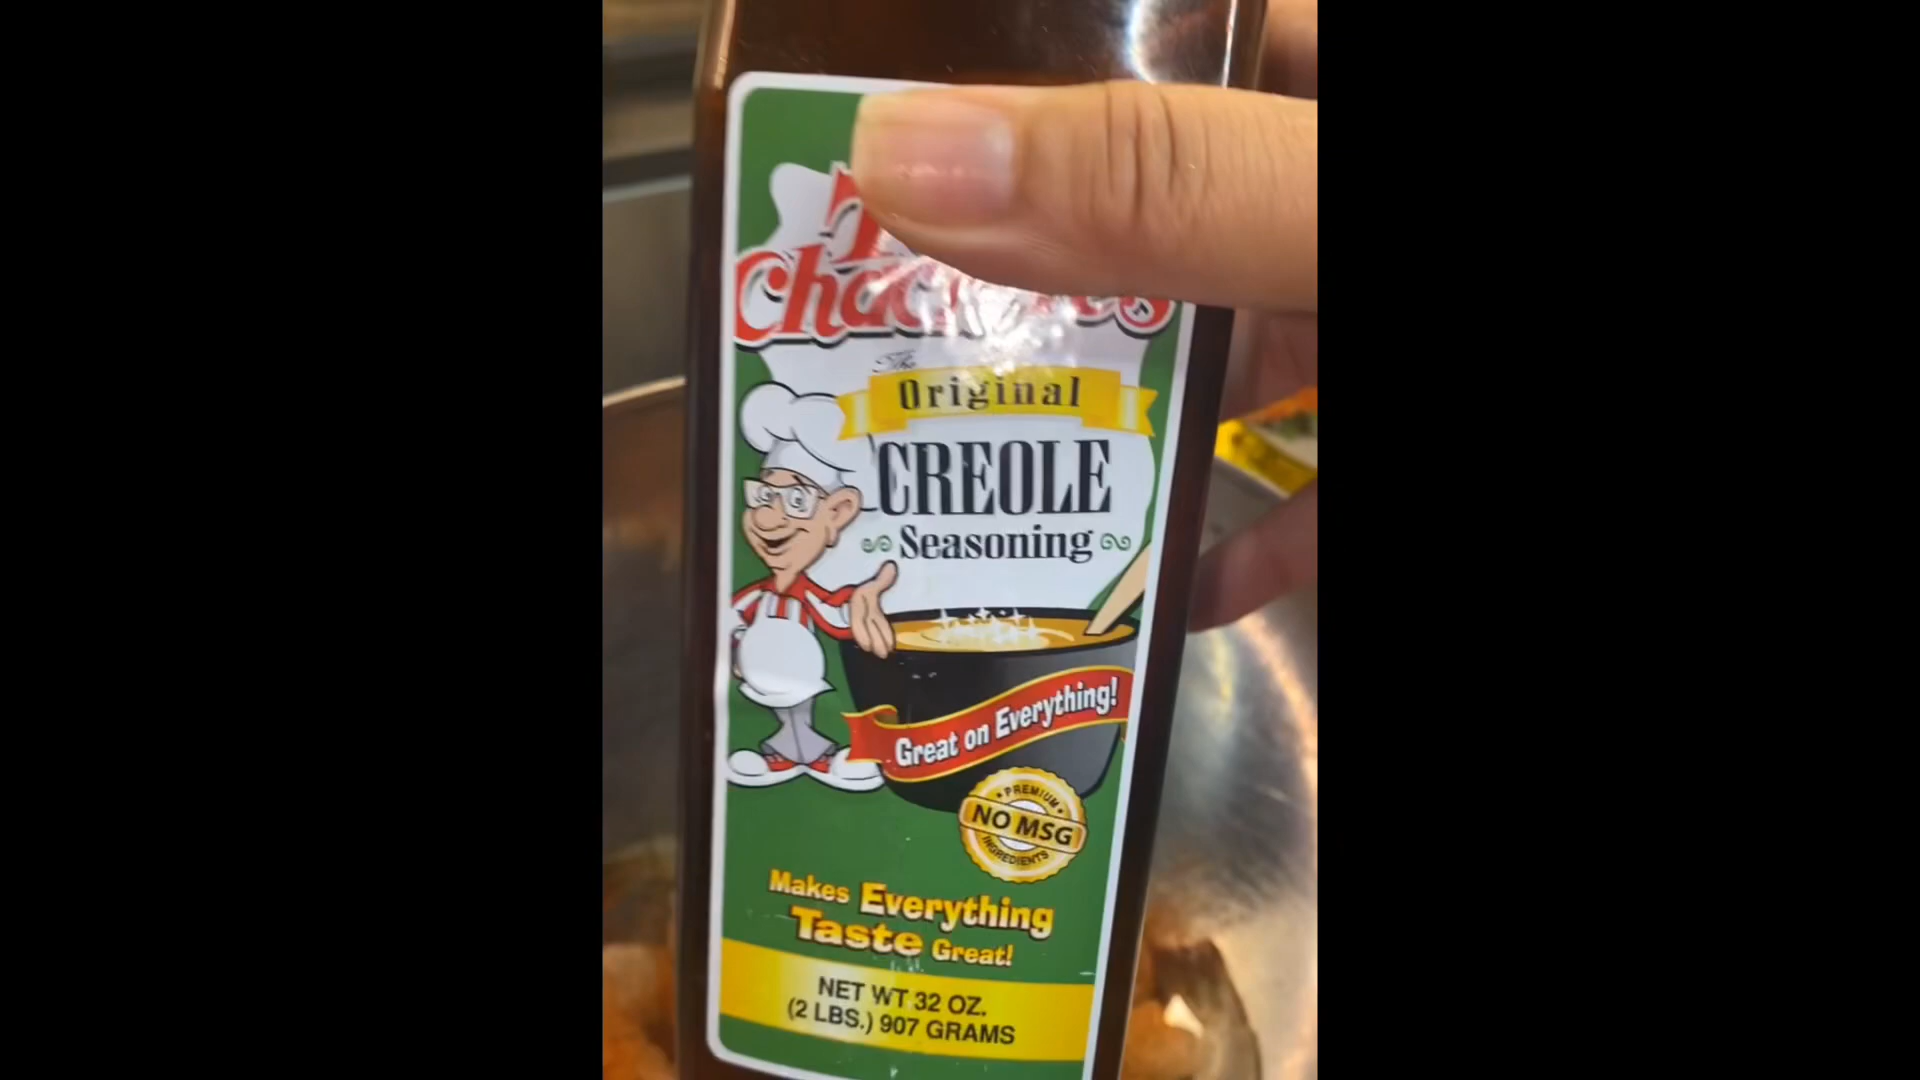 The
Original
CREOLE
Seasoning
Great on Everything!
PREMIUM
NO MSG
INGREDIENTS
Makes Everything
Taste Great!
NET WT 32 OZ.
(2 LBS.) 907 GRAMS